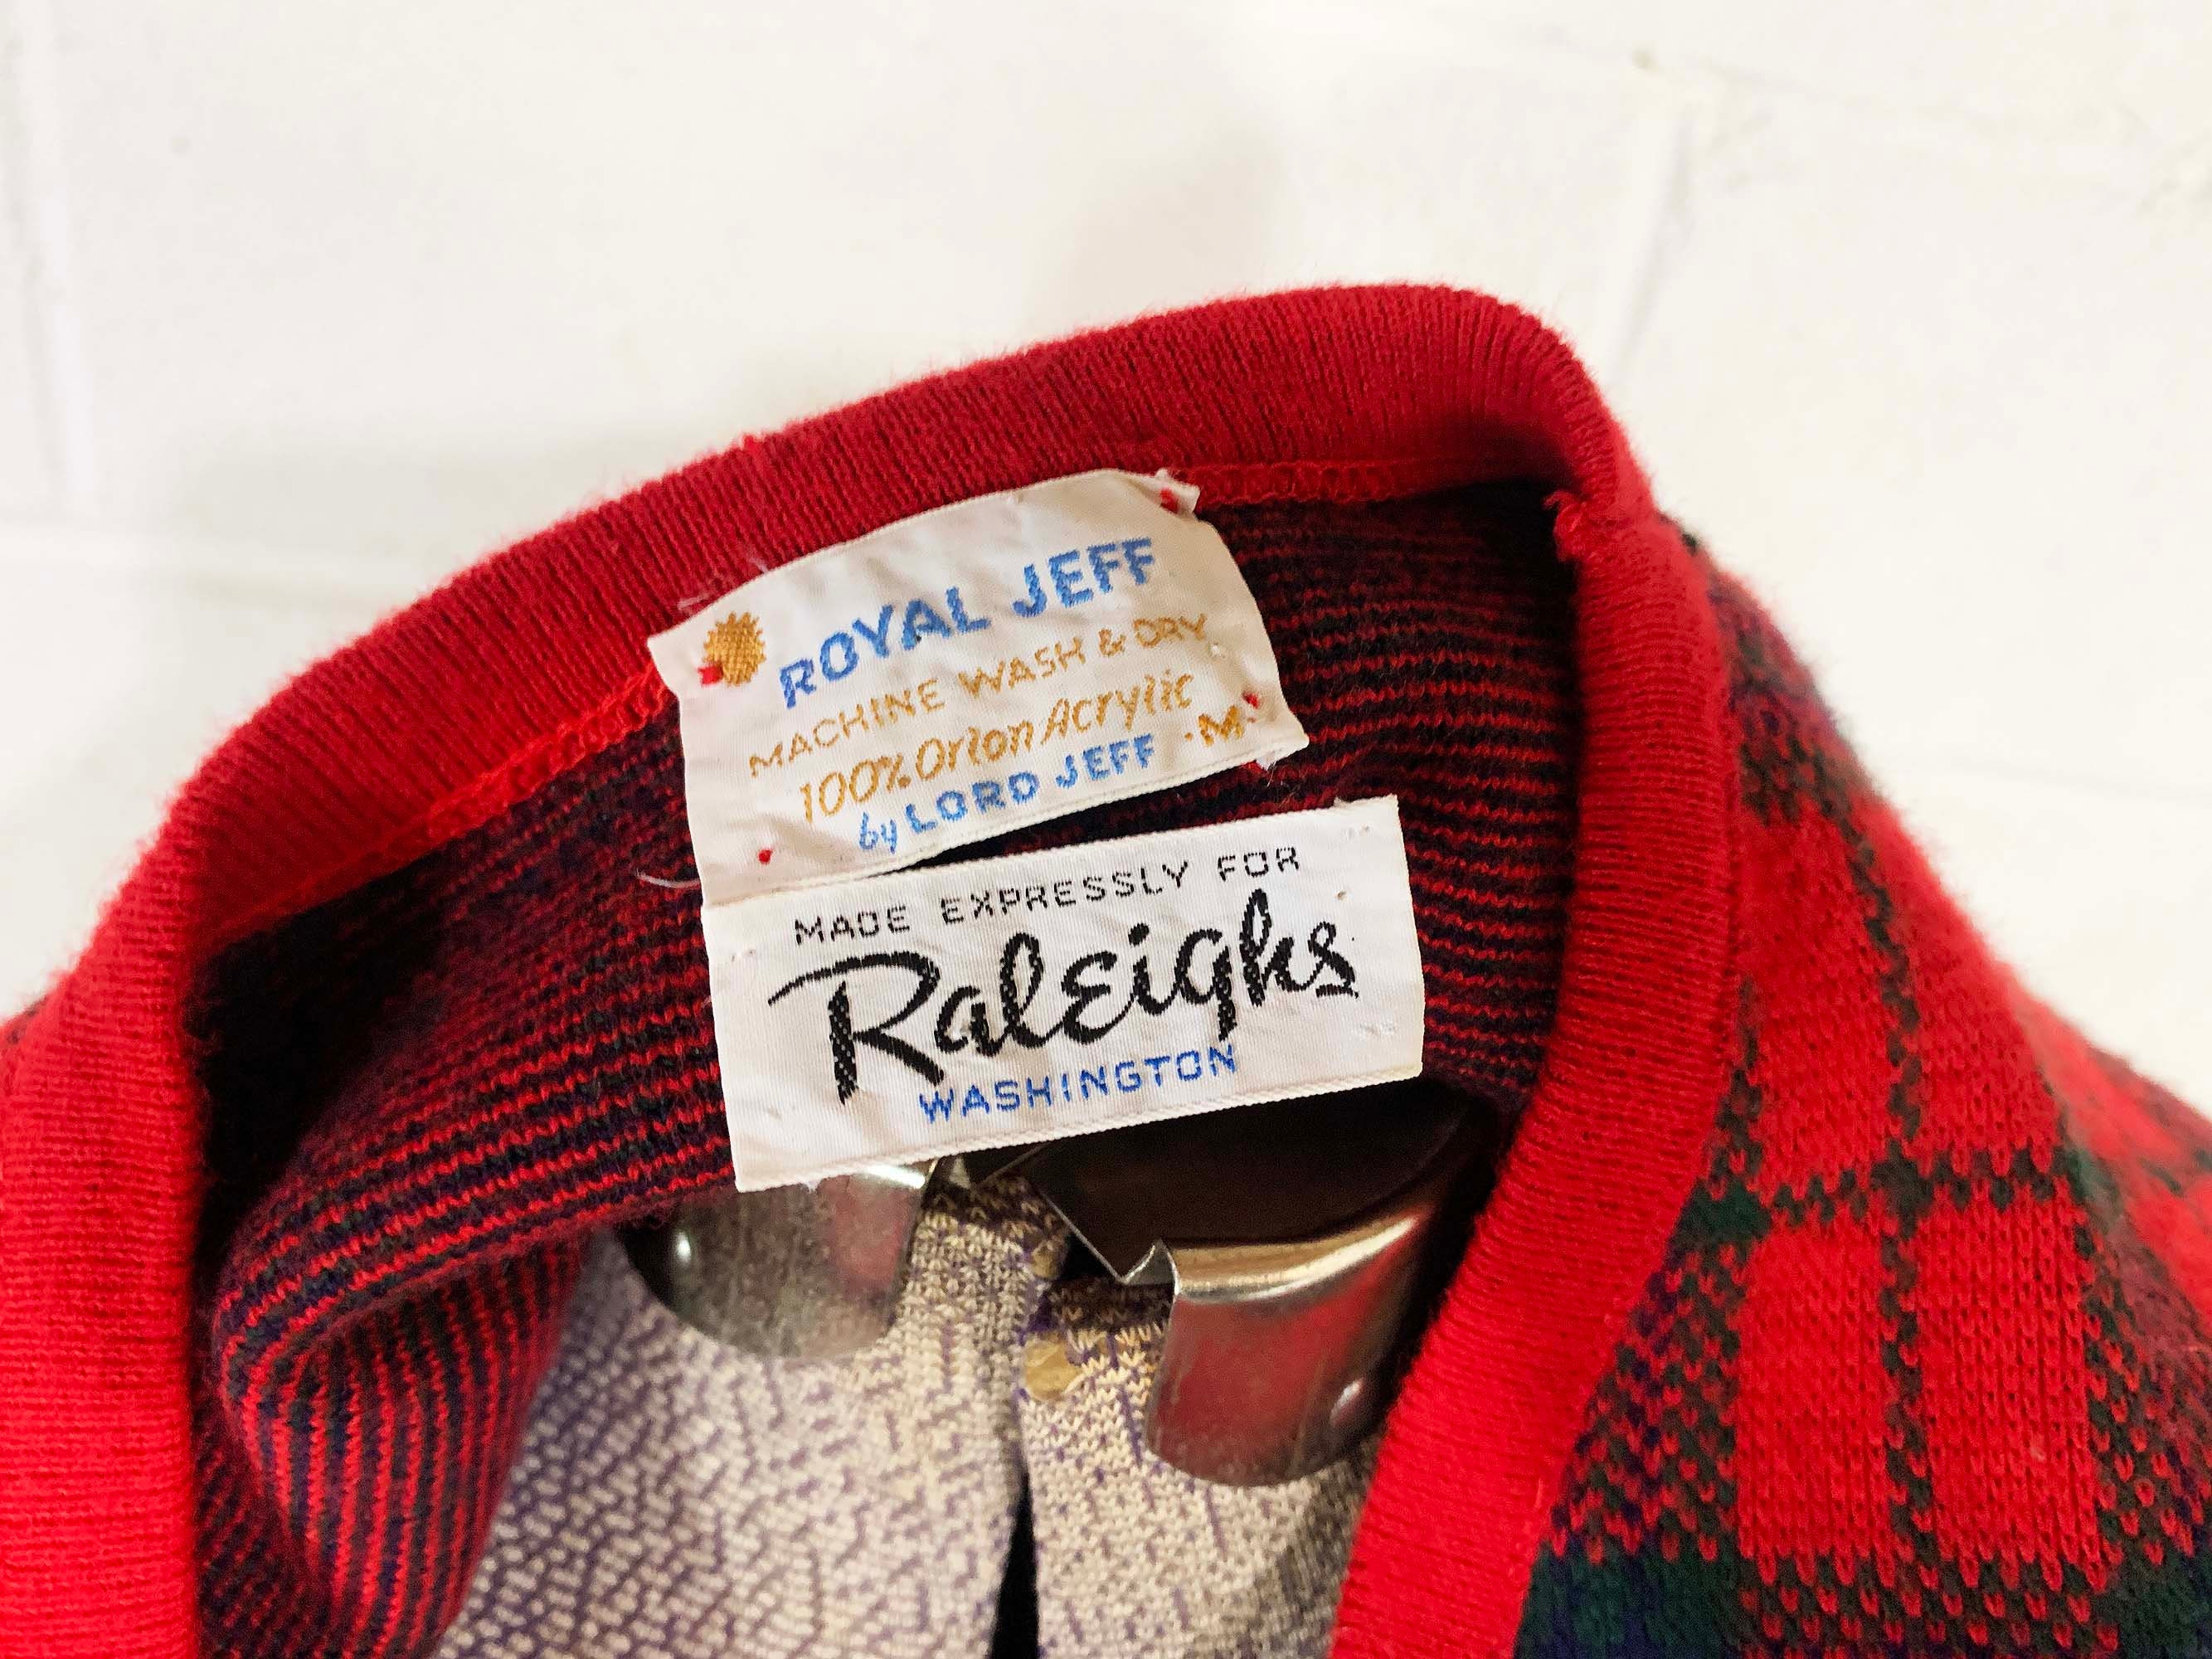 ROYAL JEFF
MACHINE WASH & DRY
100% Orlon Acrylic
by LORD JEFF ·M·
MADE EXPRESSLY FOR
Raleighs
WASHINGTON